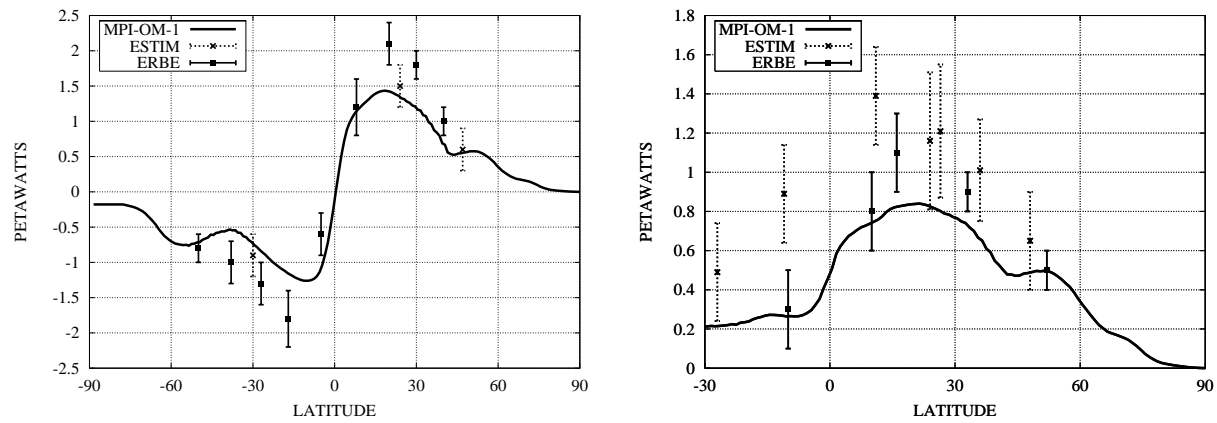 2.5
2
1.5
1
0.5
0
-0.5
-1
-1.5
-2
-2.5
PETAWATTS
MPI-OM-1
ESTIM
ERBE
-90 -60 -30 0 30 60 90
LATITUDE
1.8
1.6
1.4
1.2
1
0.8
0.6
0.4
0.2
0
PETAWATTS
MPI-OM-1
ESTIM
ERBE
-30 0 30 60 90
LATITUDE